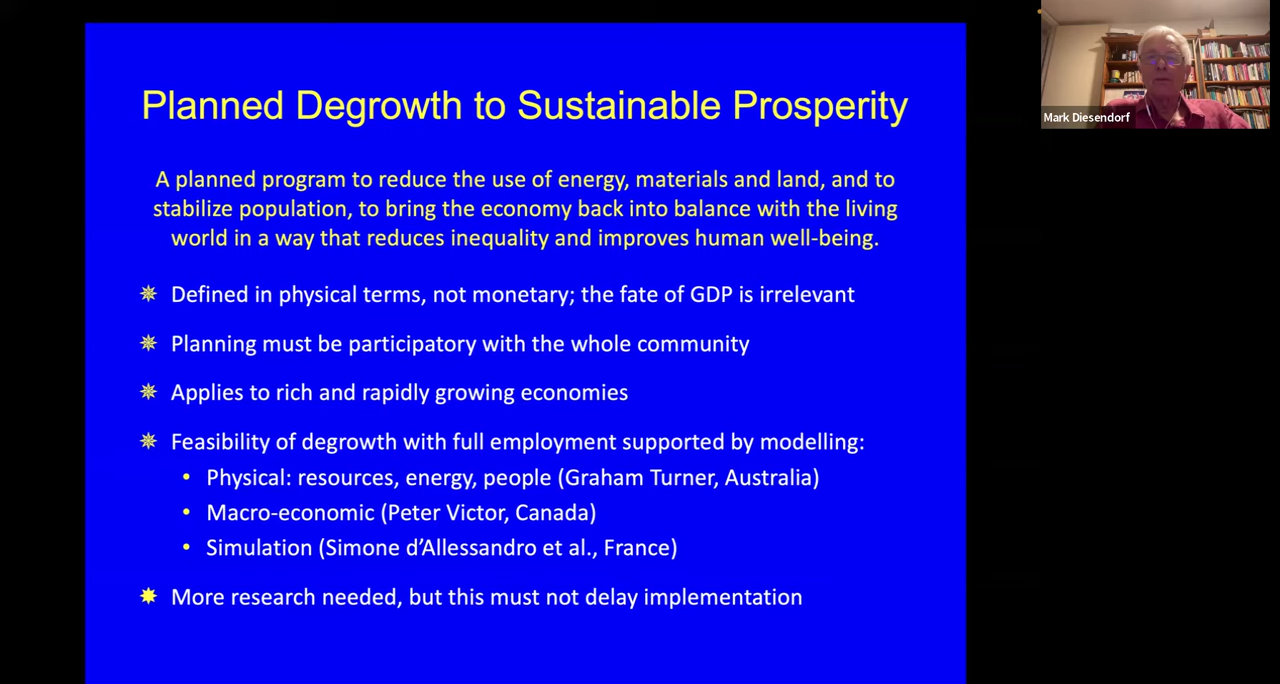 Planned Degrowth to Sustainable Prosperity
A planned program to reduce the use of energy, materials and land, and to
stabilize population, to bring the economy back into balance with the living
world in a way that reduces inequality and improves human well-being.
Defined in physical terms, not monetary; the fate of GDP is irrelevant
Planning must be participatory with the whole community
Applies to rich and rapidly growing economies
Feasibility of degrowth with full employment supported by modelling:
• Physical: resources, energy, people (Graham Turner, Australia)
• Macro-economic (Peter Victor, Canada)
• Simulation (Simone d’Allessandro et al., France)
More research needed, but this must not delay implementation
Mark Diesendorf